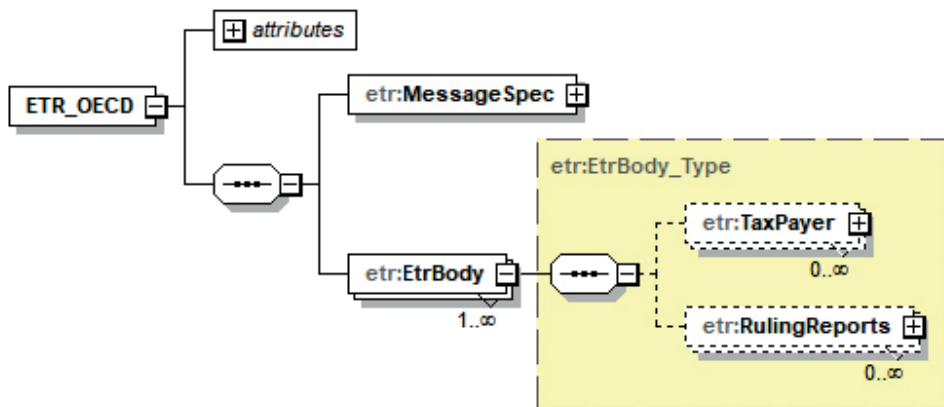 attributes
etr:MessageSpec
ETR_OECD
etr:EtrBody_Type
etr:TaxPayer
0..∞
etr:EtrBody
1..∞
etr:RulingReports
0..∞